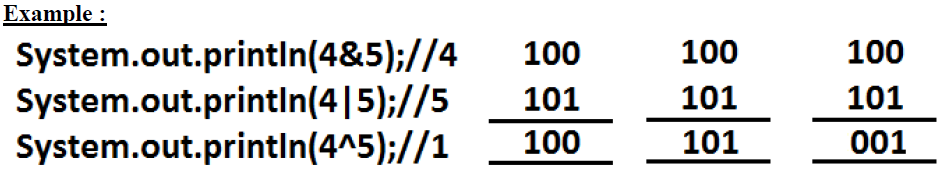 Example :
System.out.println(4&5);//4 100 100 100
System.out.println(4|5);//5 101 101 101
System.out.println(4^5);//1 100 101 001